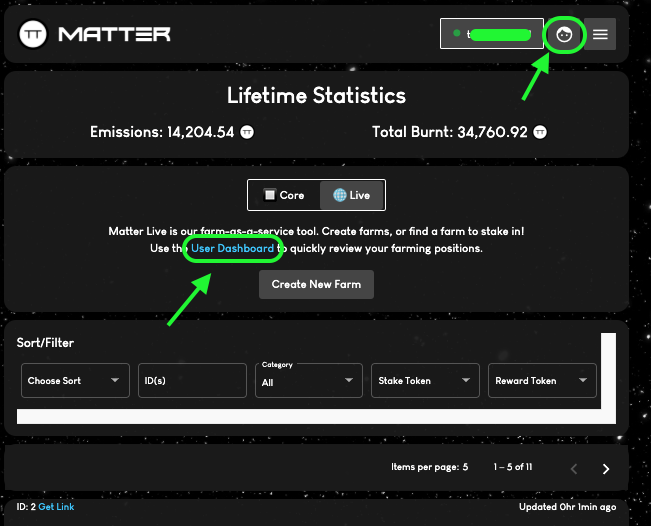 TT MATTER
t
Lifetime Statistics
Emissions: 14,204.54 TT Total Burnt: 34,760.92 TT
Core Live
Matter Live is our farm-as-a-service tool. Create farms, or find a farm to stake in!
Use the User Dashboard to quickly review your farming positions.
Create New Farm
Sort/Filter
Choose Sort ID(s) Category All Stake Token Reward Token
Items per page: 5 1 – 5 of 11
ID: 2 Get Link Updated 0hr 1min ago